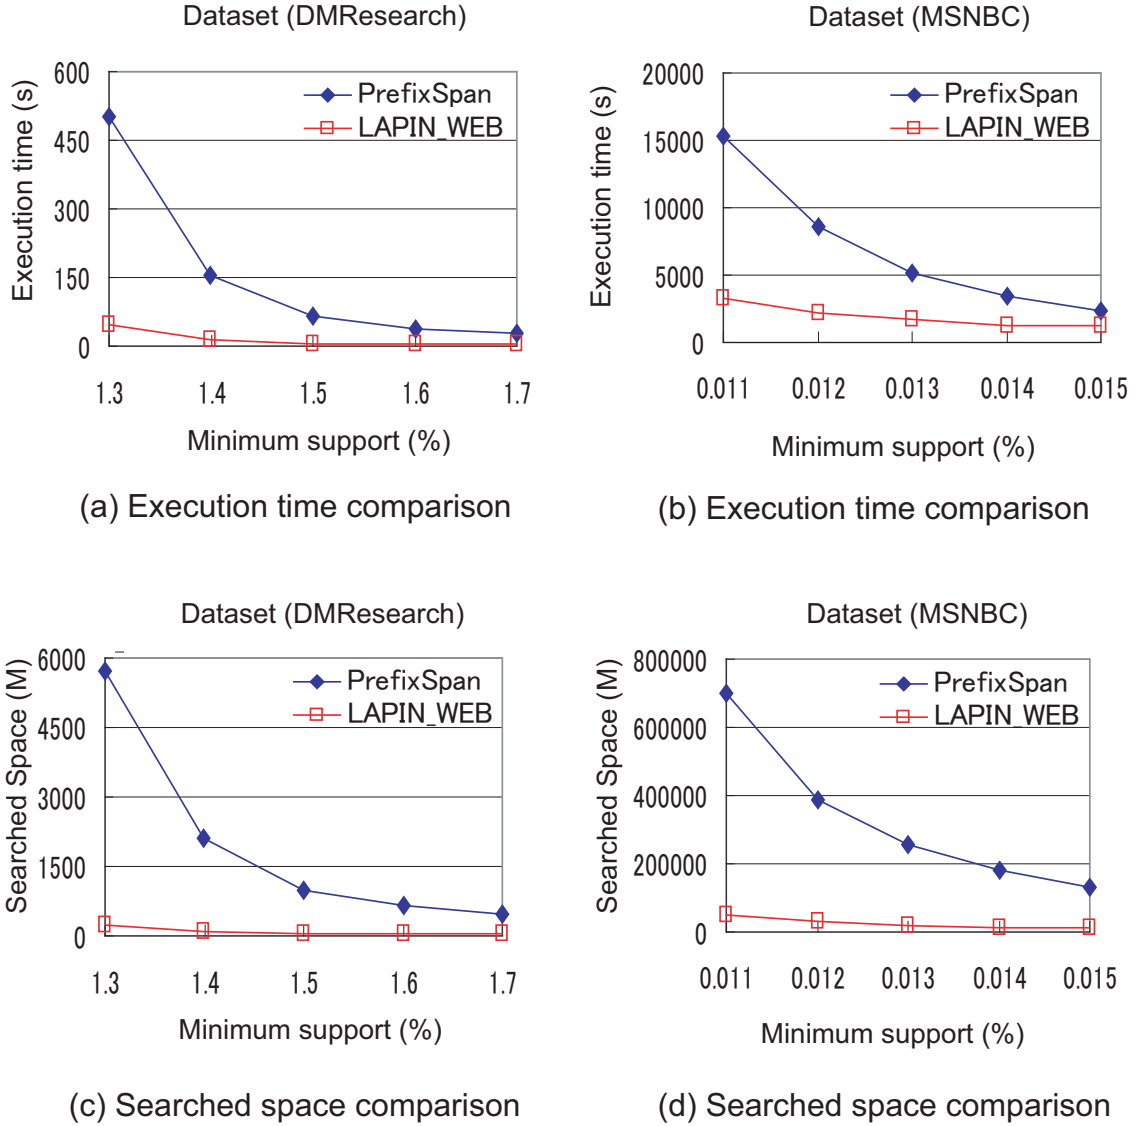 Dataset (DMResearch)
Execution time (s)
600
450
300
150
0
PrefixSpan
LAPIN_WEB
1.3 1.4 1.5 1.6 1.7
Minimum support (%)
(a) Execution time comparison
Dataset (MSNBC)
Execution time (s)
20000
15000
10000
5000
0
PrefixSpan
LAPIN_WEB
0.011 0.012 0.013 0.014 0.015
Minimum support (%)
(b) Execution time comparison
Dataset (DMResearch)
Searched Space (M)
6000
4500
3000
1500
0
PrefixSpan
LAPIN_WEB
1.3 1.4 1.5 1.6 1.7
Minimum support (%)
(c) Searched space comparison
Dataset (MSNBC)
Searched Space (M)
800000
600000
400000
200000
0
PrefixSpan
LAPIN_WEB
0.011 0.012 0.013 0.014 0.015
Minimum support (%)
(d) Searched space comparison